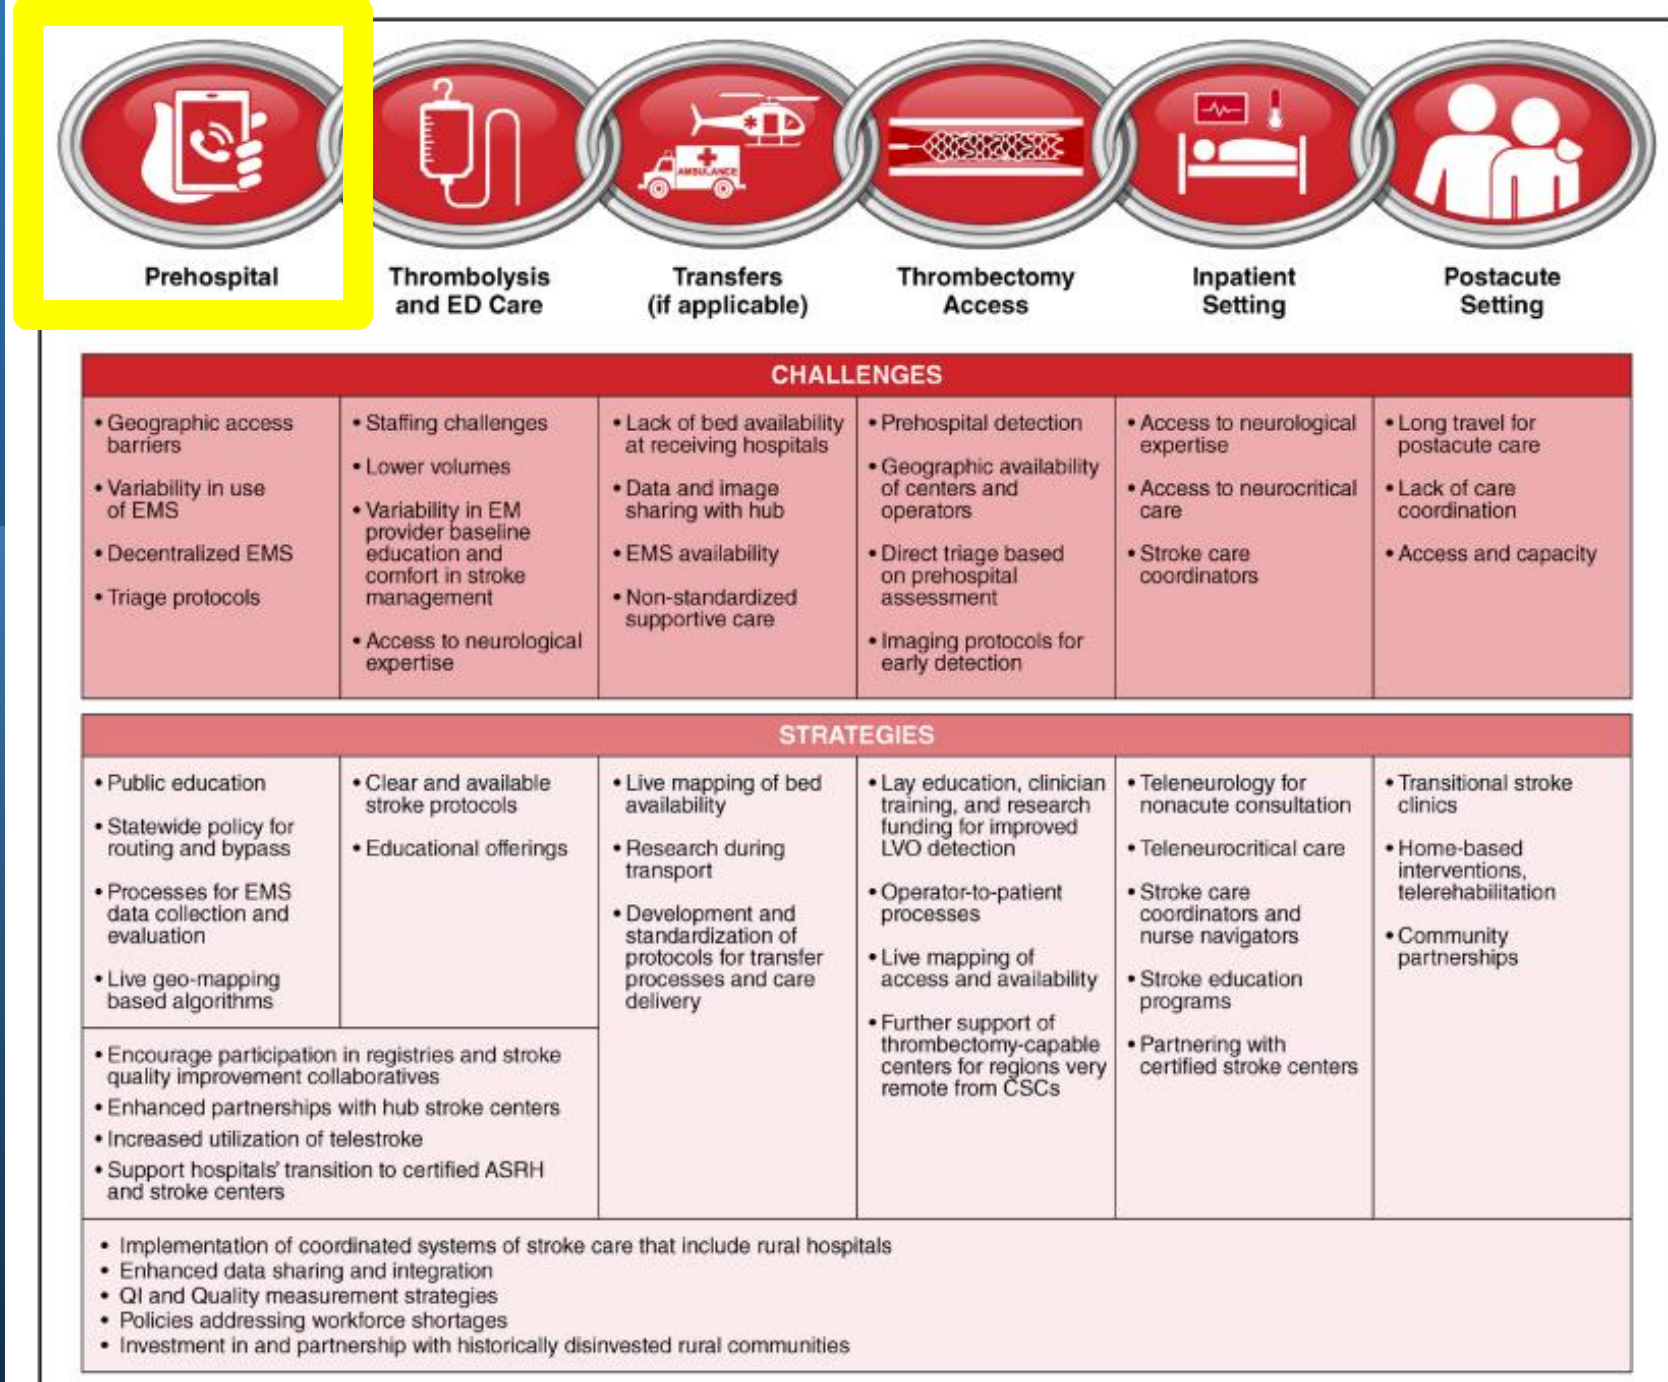 AMBULANCE
Prehospital
Thrombolysis
and ED Care
Transfers
(if applicable)
Thrombectomy
Access
Inpatient
Setting
Postacute
Setting
CHALLENGES
• Geographic access
barriers
• Variability in use
of EMS
• Decentralized EMS
• Triage protocols
• Staffing challenges
• Lower volumes
• Variability in EM
provider baseline
education and
comfort in stroke
management
• Access to neurological
expertise
• Lack of bed availability
at receiving hospitals
• Data and image
sharing with hub
• EMS availability
• Non-standardized
supportive care
• Prehospital detection
• Geographic availability
of centers and
operators
• Direct triage based
on prehospital
assessment
• Imaging protocols for
early detection
• Access to neurological
expertise
• Access to neurocritical
care
• Stroke care
coordinators
• Long travel for
postacute care
• Lack of care
coordination
• Access and capacity
STRATEGIES
• Public education
• Statewide policy for
routing and bypass
• Processes for EMS
data collection and
evaluation
• Live geo-mapping
based algorithms
• Clear and available
stroke protocols
• Educational offerings
• Encourage participation in registries and stroke
quality improvement collaboratives
• Enhanced partnerships with hub stroke centers
• Increased utilization of telestroke
• Support hospitals' transition to certified ASRH
and stroke centers
• Live mapping of bed
availability
• Research during
transport
• Development and
standardization of
protocols for transfer
processes and care
delivery
• Lay education, clinician
training, and research
funding for improved
LVO detection
• Operator-to-patient
processes
• Live mapping of
access and availability
• Further support of
thrombectomy-capable
centers for regions very
remote from CSCs
• Teleneurology for
nonacute consultation
• Teleneurocritical care
• Stroke care
coordinators and
nurse navigators
• Stroke education
programs
• Partnering with
certified stroke centers
• Transitional stroke
clinics
• Home-based
interventions,
telerehabilitation
• Community
partnerships
• Implementation of coordinated systems of stroke care that include rural hospitals
• Enhanced data sharing and integration
• QI and Quality measurement strategies
• Policies addressing workforce shortages
• Investment in and partnership with historically disinvested rural communities